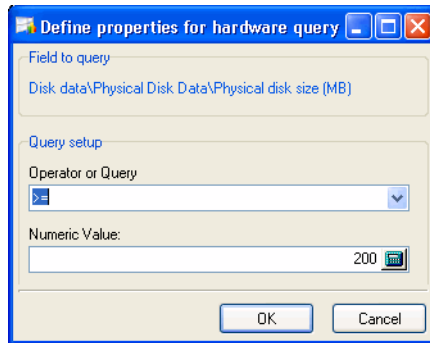 Define properties for hardware query
Field to query
Disk data\Physical Disk Data\Physical disk size (MB)
Query setup
Operator or Query
>=
Numeric Value:
200
OK Cancel